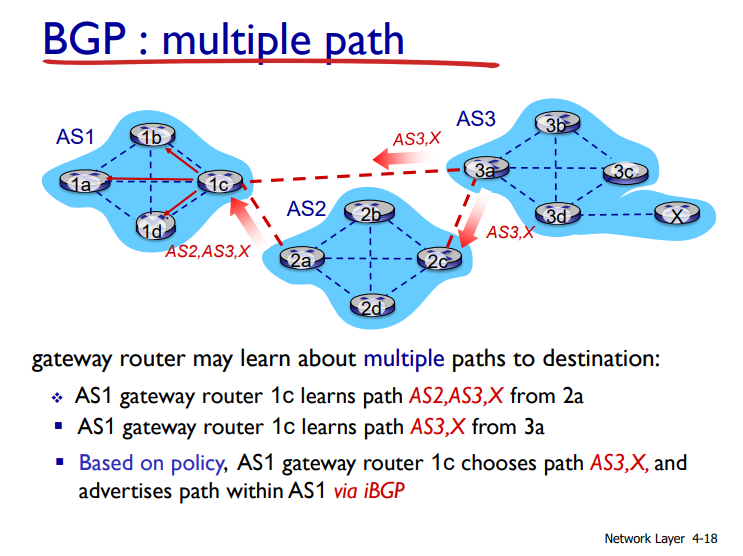 BGP : multiple path
AS1
1b
1a
1c
1d
AS2,AS3,X
AS3,X
AS3
3b
3a
3c
3d
X
AS3,X
AS2
2b
2a
2c
2d
gateway router may learn about multiple paths to destination:
❖ AS1 gateway router 1c learns path AS2,AS3,X from 2a
▪ AS1 gateway router 1c learns path AS3,X from 3a
▪ Based on policy, AS1 gateway router 1c chooses path AS3,X, and
advertises path within AS1 via iBGP
Network Layer 4-18